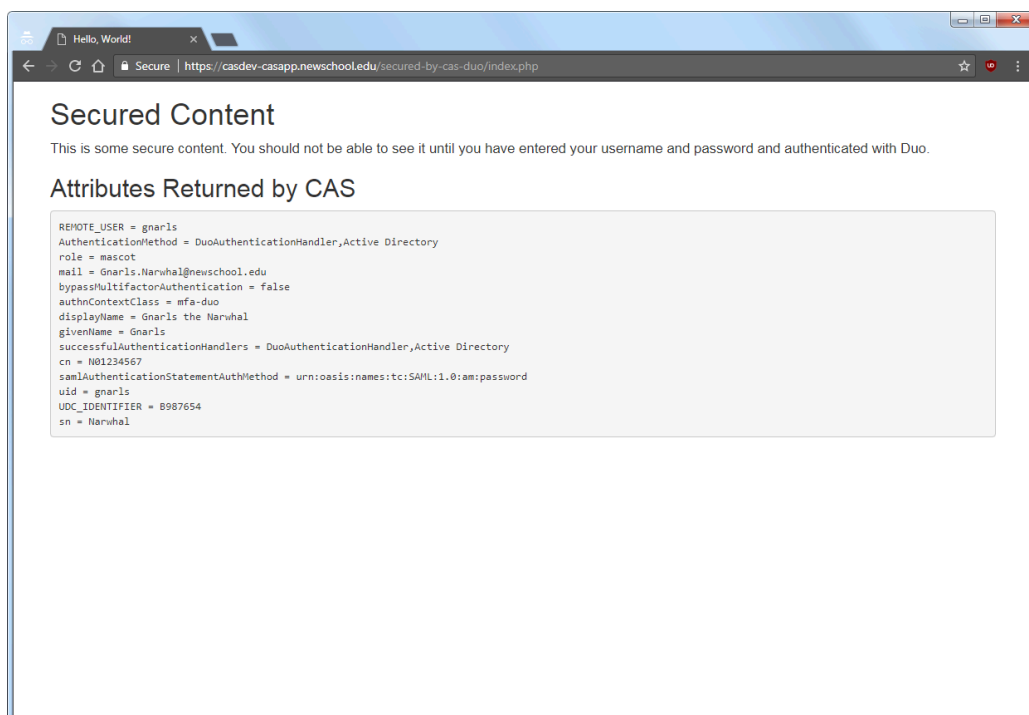 Hello, World!
Secure | https://casdev-casapp.newschool.edu/secured-by-cas-duo/index.php
Secured Content
This is some secure content. You should not be able to see it until you have entered your username and password and authenticated with Duo.
Attributes Returned by CAS
REMOTE_USER = gnarls
AuthenticationMethod = DuoAuthenticationHandler,Active Directory
role = mascot
mail = Gnarls.Narwhal@newschool.edu
bypassMultifactorAuthentication = false
authnContextClass = mfa-duo
displayName = Gnarls the Narwhal
givenName = Gnarls
successfulAuthenticationHandlers = DuoAuthenticationHandler,Active Directory
cn = N01234567
samlAuthenticationStatementAuthMethod = urn:oasis:names:tc:SAML:1.0:am:password
uid = gnarls
UDC_IDENTIFIER = B987654
sn = Narwhal